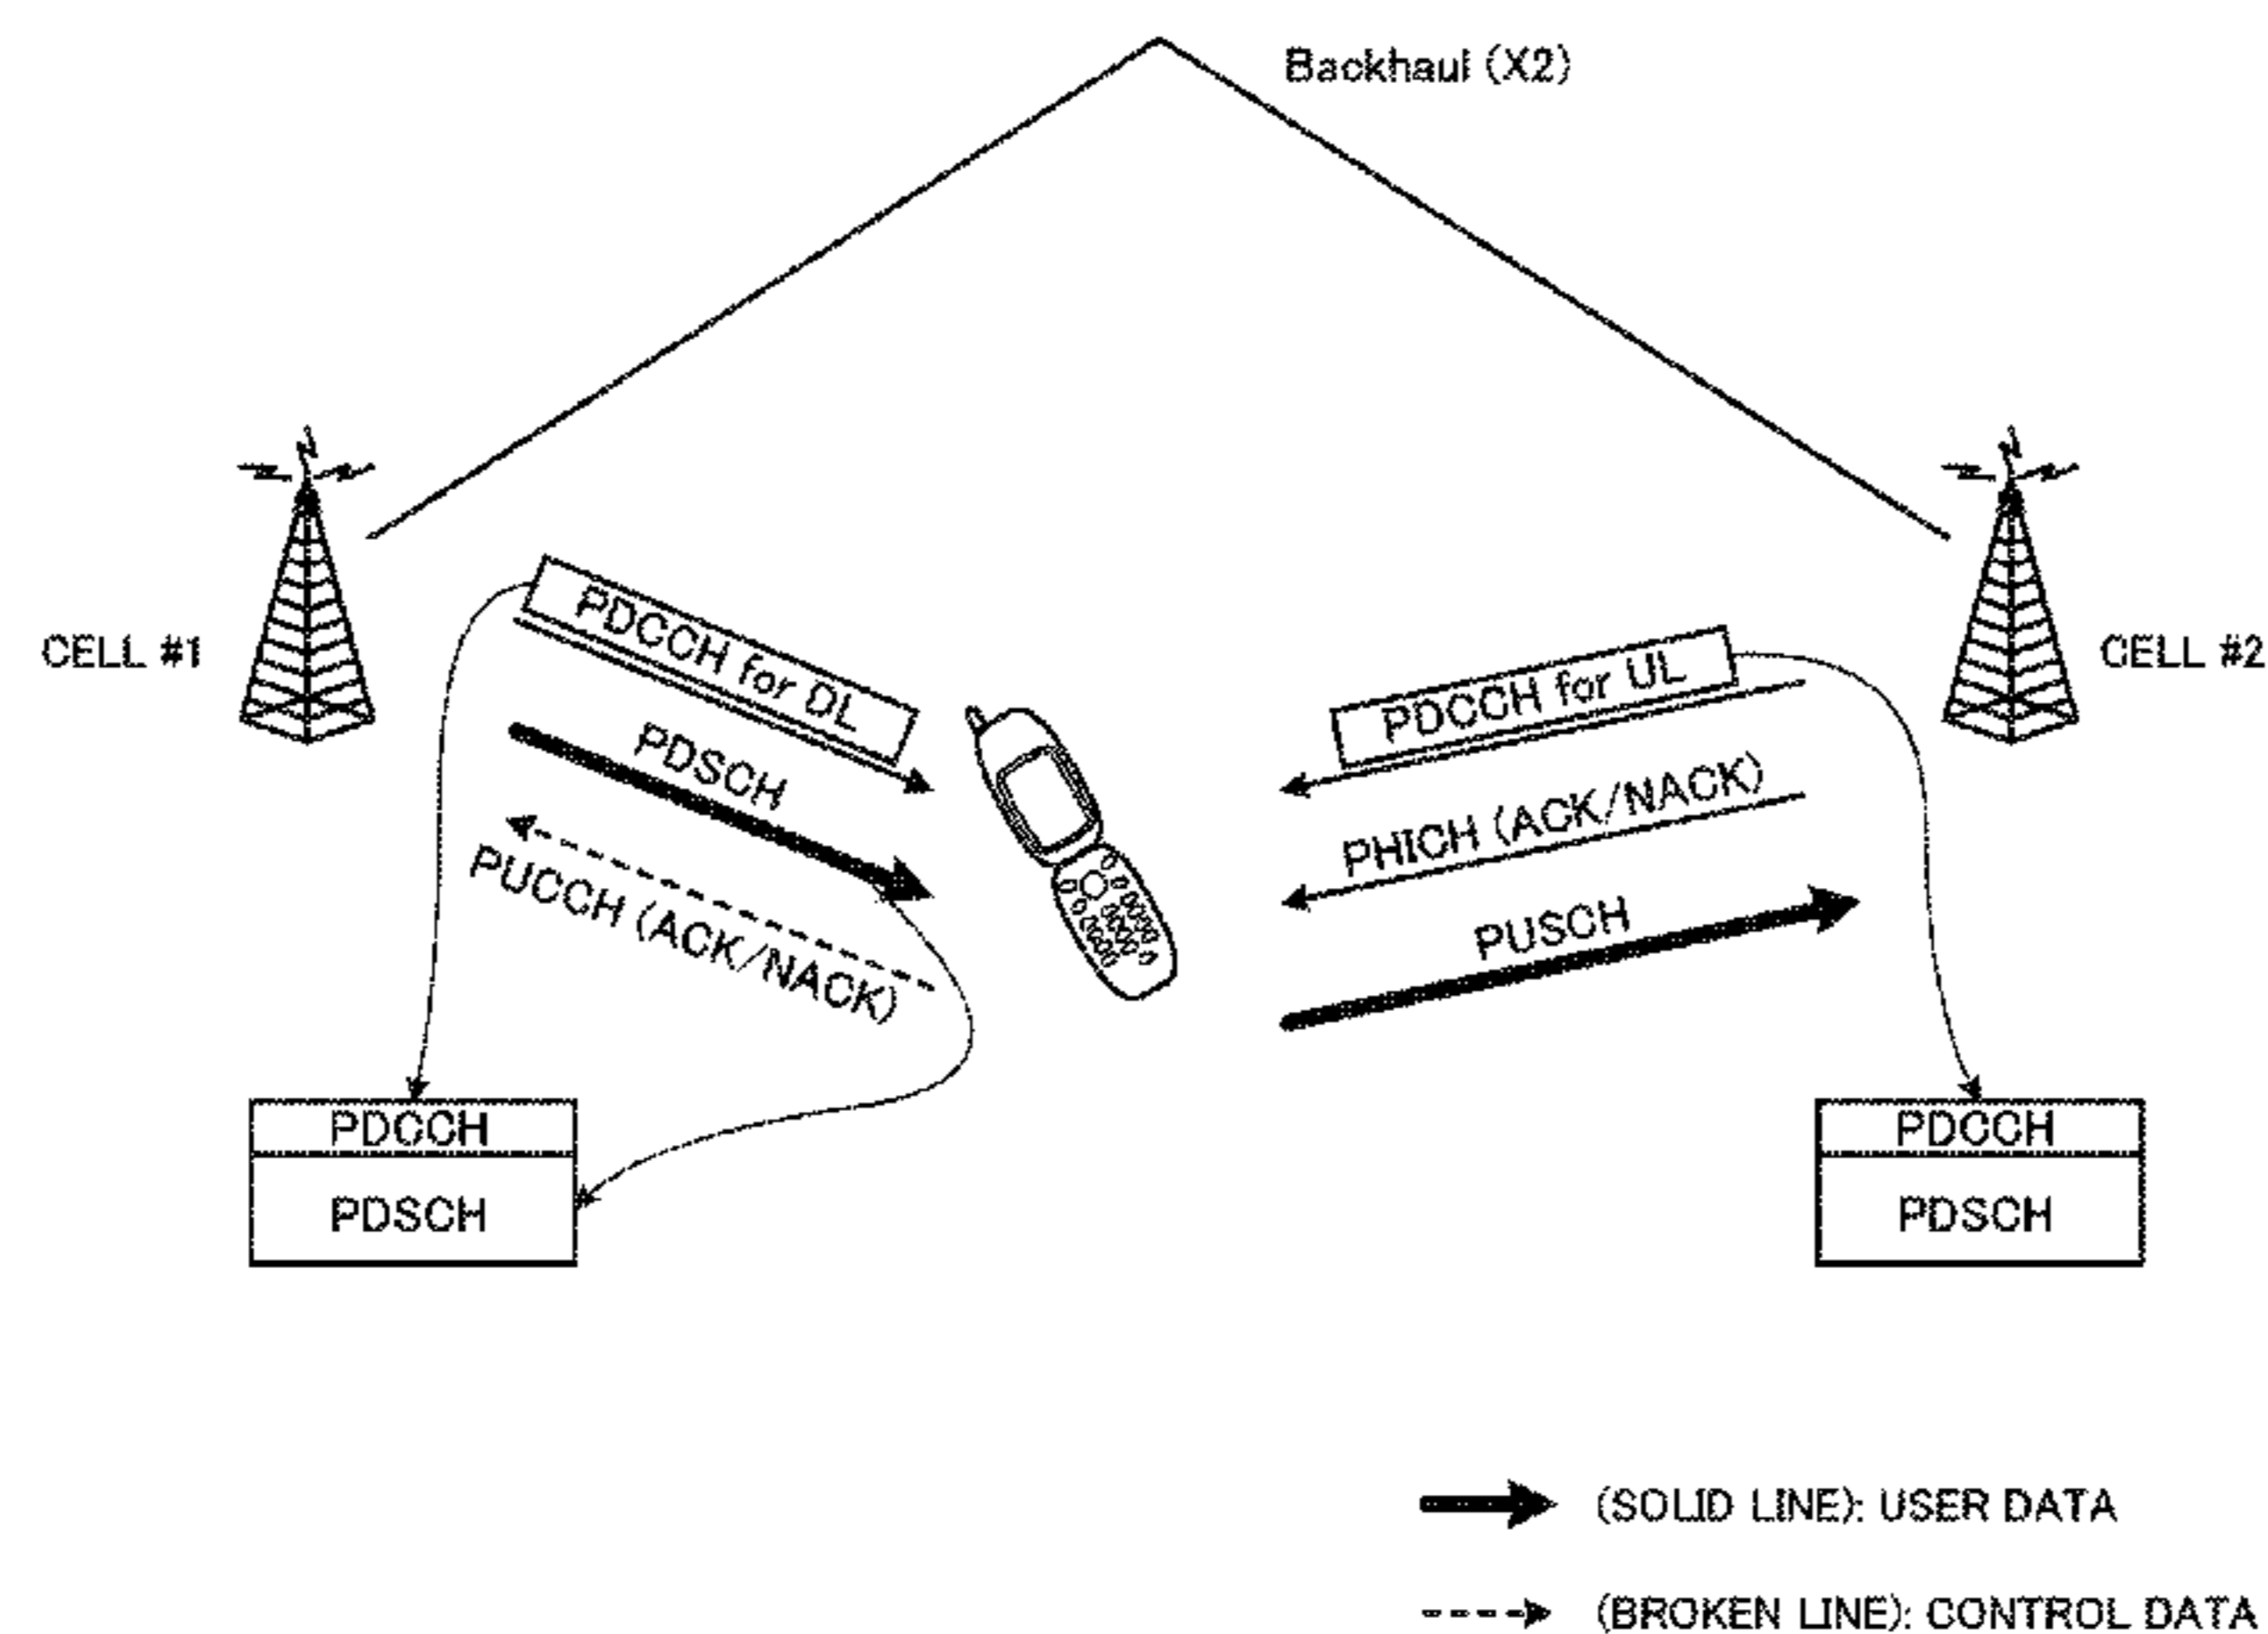 Backhaul (X2)
CELL #1
PDCCH for DL
PDSCH
PUCCH (ACK/NACK)
CELL #2
PDCCH for UL
PHICH (ACK/NACK)
PUSCH
PDCCH
PDSCH
PDCCH
PDSCH
(SOLID LINE): USER DATA
(BROKEN LINE): CONTROL DATA